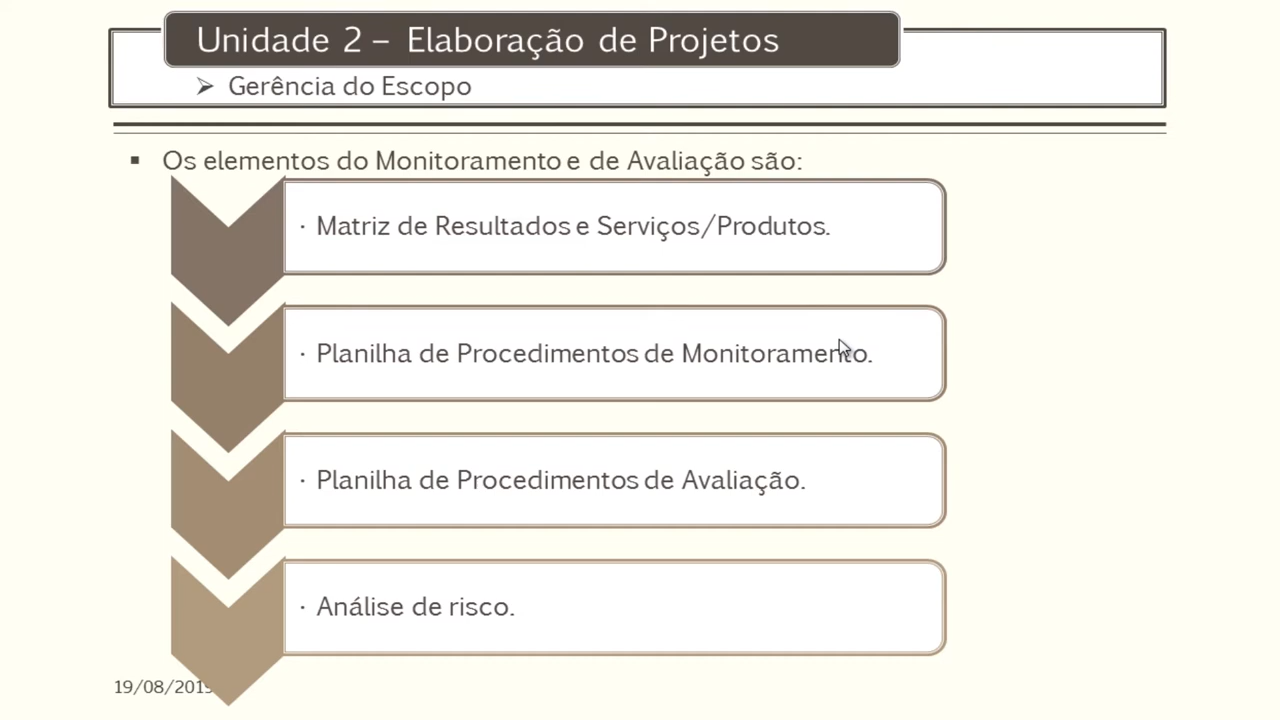 Unidade 2 – Elaboração de Projetos
➢ Gerência do Escopo
▪ Os elementos do Monitoramento e de Avaliação são:
· Matriz de Resultados e Serviços/Produtos.
· Planilha de Procedimentos de Monitoramento.
· Planilha de Procedimentos de Avaliação.
· Análise de risco.